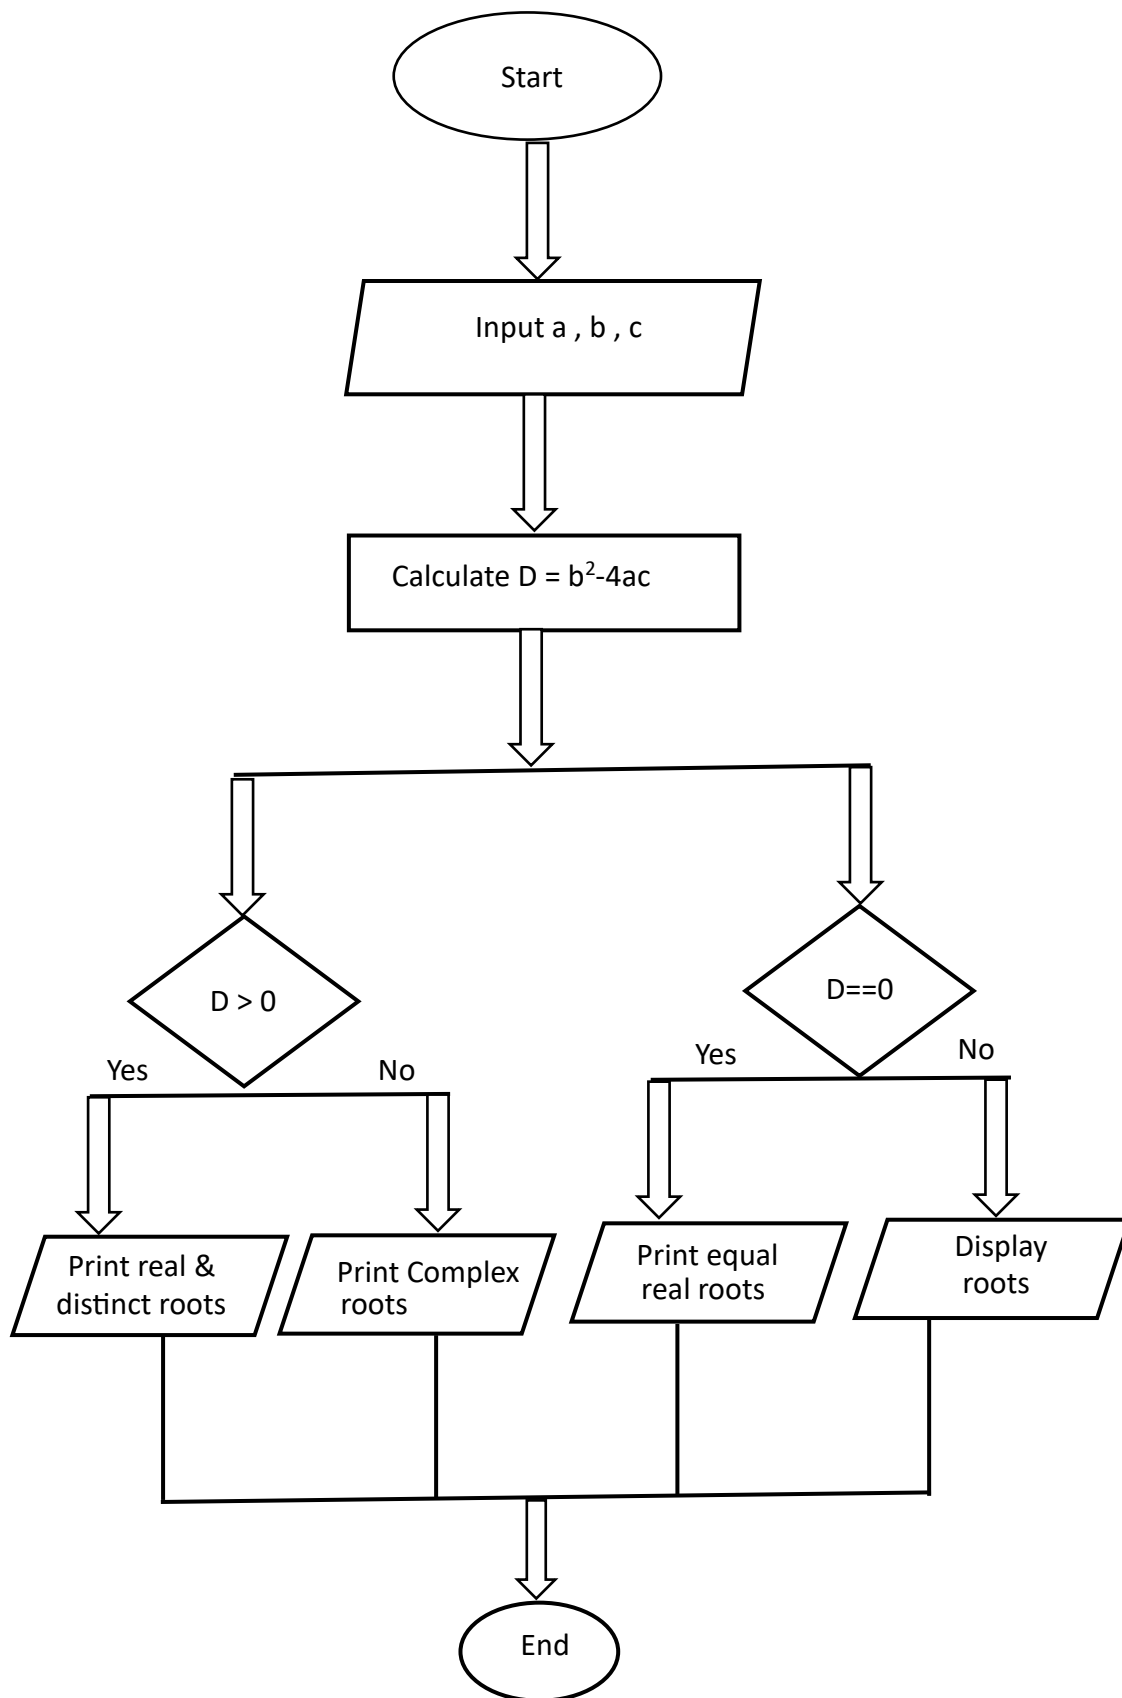 Start
Input a , b , c
Calculate D = b²-4ac
D > 0
D==0
Yes
No
Yes
No
Print real &
distinct roots
Print Complex
roots
Print equal
real roots
Display
roots
End